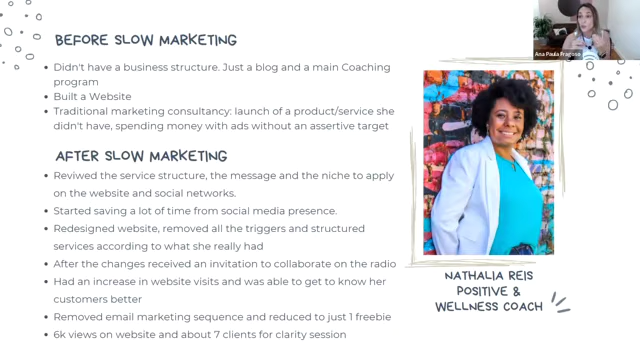 Ana Paula Fragoso
BEFORE SLOW MARKETING
Didn't have a business structure. Just a blog and a main Coaching
program
Built a Website
Traditional marketing consultancy: launch of a product/service she
didn't have, spending money with ads without an assertive target
AFTER SLOW MARKETING
Reviwed the service structure, the message and the niche to apply
on the website and social networks.
Started saving a lot of time from social media presence.
Redesigned website, removed all the triggers and structured
services according to what she really had
After the changes received an invitation to collaborate on the radio
Had an increase in website visits and was able to get to know her
customers better
Removed email marketing sequence and reduced to just 1 freebie
6k views on website and about 7 clients for clarity session
NATHALIA REIS
POSITIVE &
WELLNESS COACH